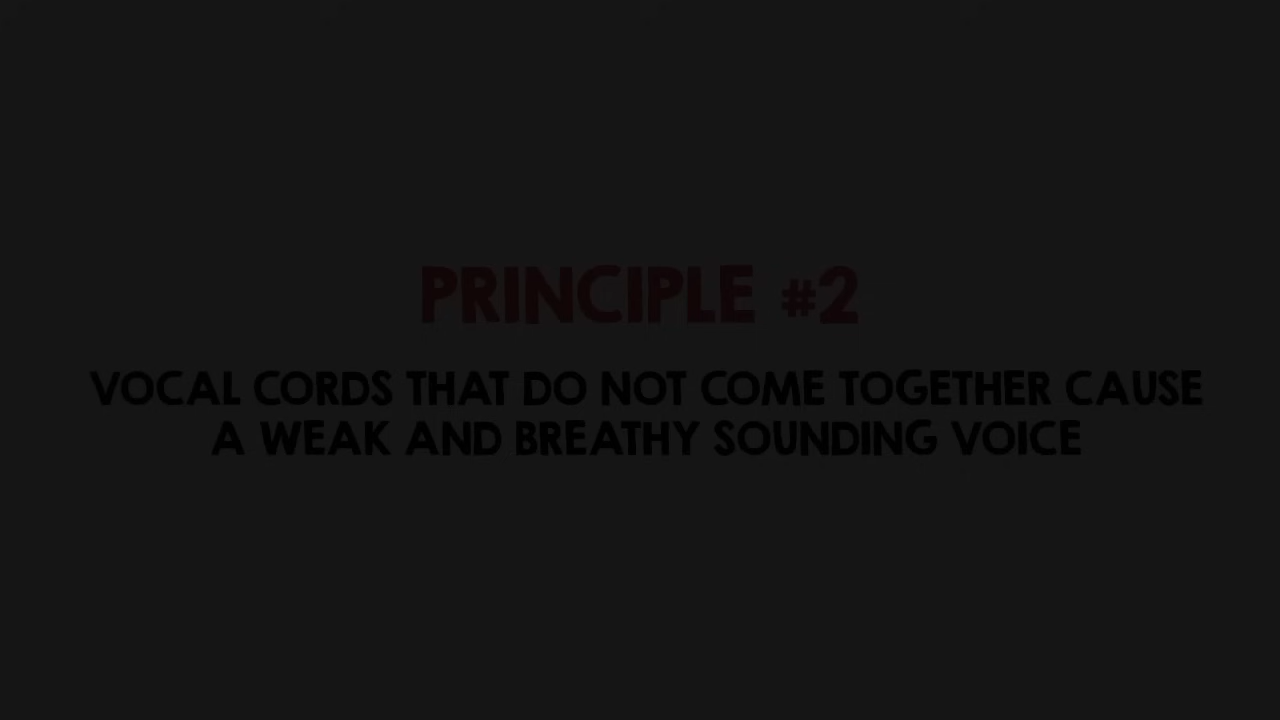 PRINCIPLE #2
VOCAL CORDS THAT DO NOT COME TOGETHER CAUSE
A WEAK AND BREATHY SOUNDING VOICE